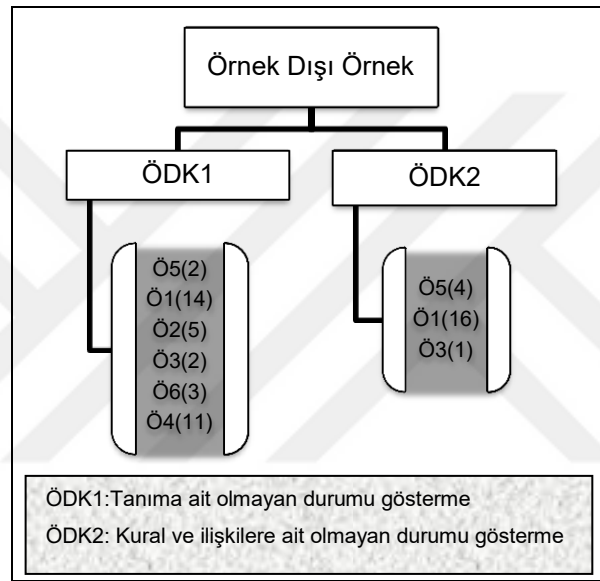 Örnek Dışı Örnek
ÖDK1
ÖDK2
Ö5(2)
Ö1(14)
Ö2(5)
Ö3(2)
Ö6(3)
Ö4(11)
Ö5(4)
Ö1(16)
Ö3(1)
ÖDK1:Tanıma ait olmayan durumu gösterme
ÖDK2: Kural ve ilişkilere ait olmayan durumu gösterme